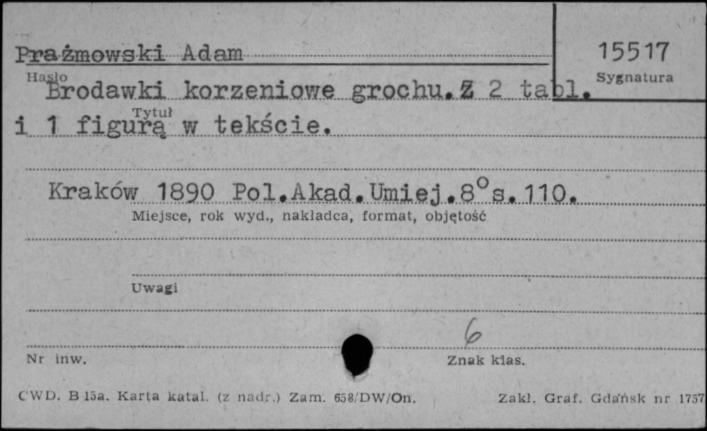 Prażmowski Adam
15517
Hasło
Sygnatura
Brodawki korzeniowe grochu.Z 2 tabl.
Tytuł
i 1 figurą w tekście.
Kraków 1890 Pol.Akad.Umiej.8° s.110.
Miejsce, rok wyd., nakładca, format, objętość
Uwagi
6
Nr inw.
Znak klas.
CWD. B 15a. Karta katal. (z nadr.) Zam. 658/DW/On.
Zakł. Graf. Gdańsk nr 1757